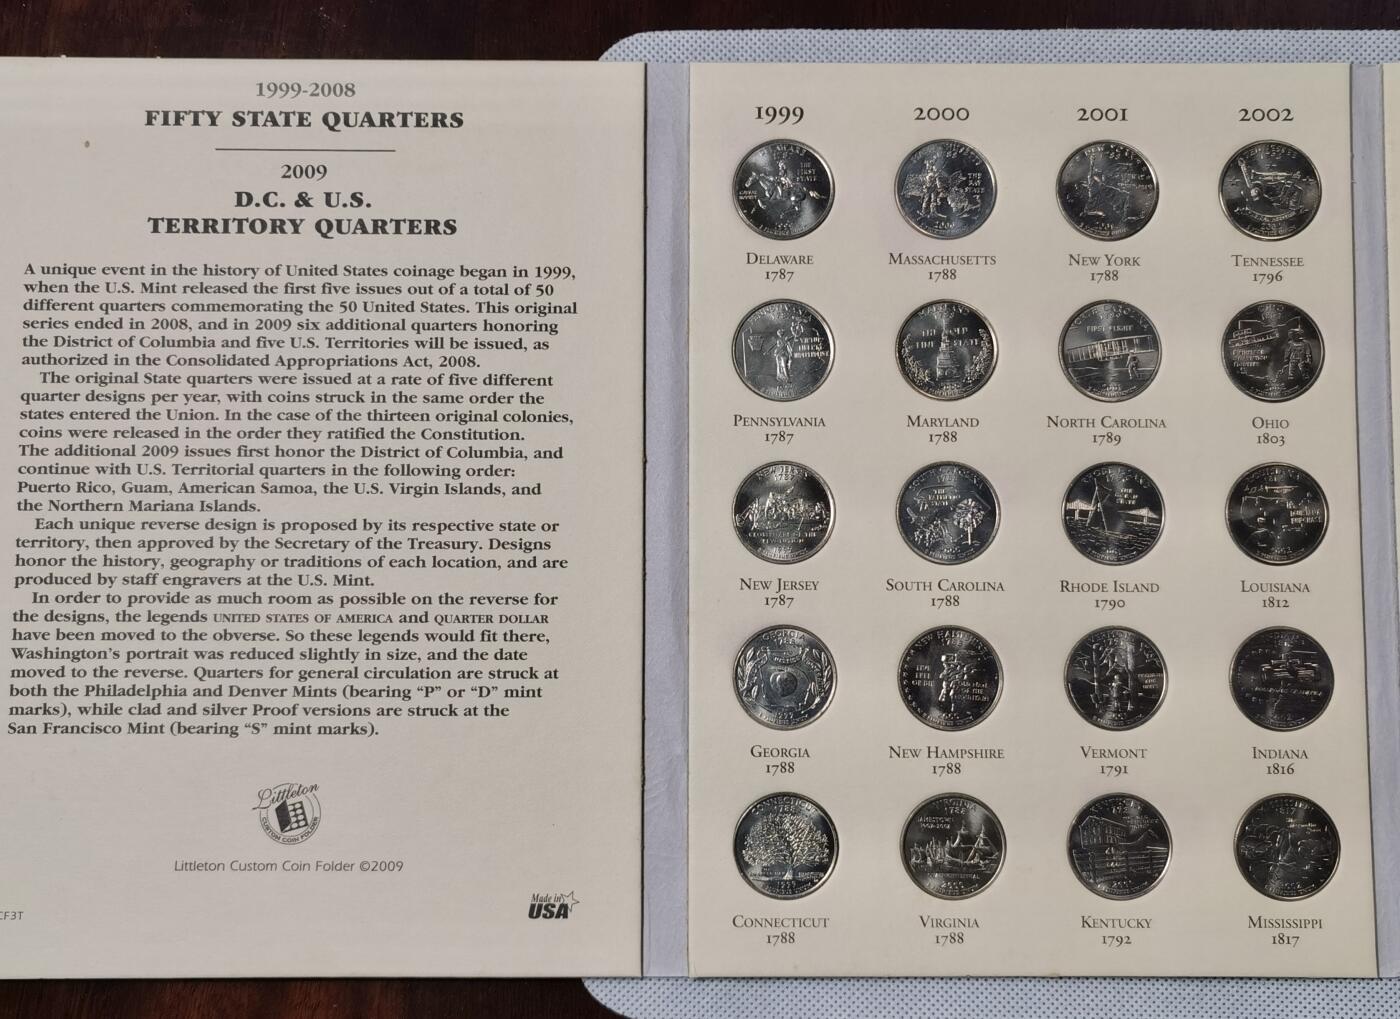 1999-2008
FIFTY STATE QUARTERS
2009
D.C. & U.S.
TERRITORY QUARTERS
A unique event in the history of United States coinage began in 1999,
when the U.S. Mint released the first five issues out of a total of 50
different quarters commemorating the 50 United States. This original
series ended in 2008, and in 2009 six additional quarters honoring
the District of Columbia and five U.S. Territories will be issued, as
authorized in the Consolidated Appropriations Act, 2008.
The original State quarters were issued at a rate of five different
quarter designs per year, with coins struck in the same order the
states entered the Union. In the case of the thirteen original colonies,
coins were released in the order they ratified the Constitution.
The additional 2009 issues first honor the District of Columbia, and
continue with U.S. Territorial quarters in the following order:
Puerto Rico, Guam, American Samoa, the U.S. Virgin Islands, and
the Northern Mariana Islands.
Each unique reverse design is proposed by its respective state or
territory, then approved by the Secretary of the Treasury. Designs
honor the history, geography or traditions of each location, and are
produced by staff engravers at the U.S. Mint.
In order to provide as much room as possible on the reverse for
the designs, the legends UNITED STATES OF AMERICA and QUARTER DOLLAR
have been moved to the obverse. So these legends would fit there,
Washington's portrait was reduced slightly in size, and the date
moved to the reverse. Quarters for general circulation are struck at
both the Philadelphia and Denver Mints (bearing "P" or "D" mint
marks), while clad and silver Proof versions are struck at the
San Francisco Mint (bearing "S" mint marks).
Littleton
CUSTOM COIN FOLDER
Littleton Custom Coin Folder ©2009
Made in
USA
CF3T
1999 2000 2001 2002
DELAWARE MASSACHUSETTS NEW YORK TENNESSEE
1787 1788 1788 1796
FIRST FLIGHT
PENNSYLVANIA MARYLAND NORTH CAROLINA OHIO
1787 1788 1789 1803
NEW JERSEY SOUTH CAROLINA RHODE ISLAND LOUISIANA
1787 1788 1790 1812
GEORGIA NEW HAMPSHIRE VERMONT INDIANA
1788 1788 1791 1816
CONNECTICUT VIRGINIA KENTUCKY MISSISSIPPI
1788 1788 1792 1817